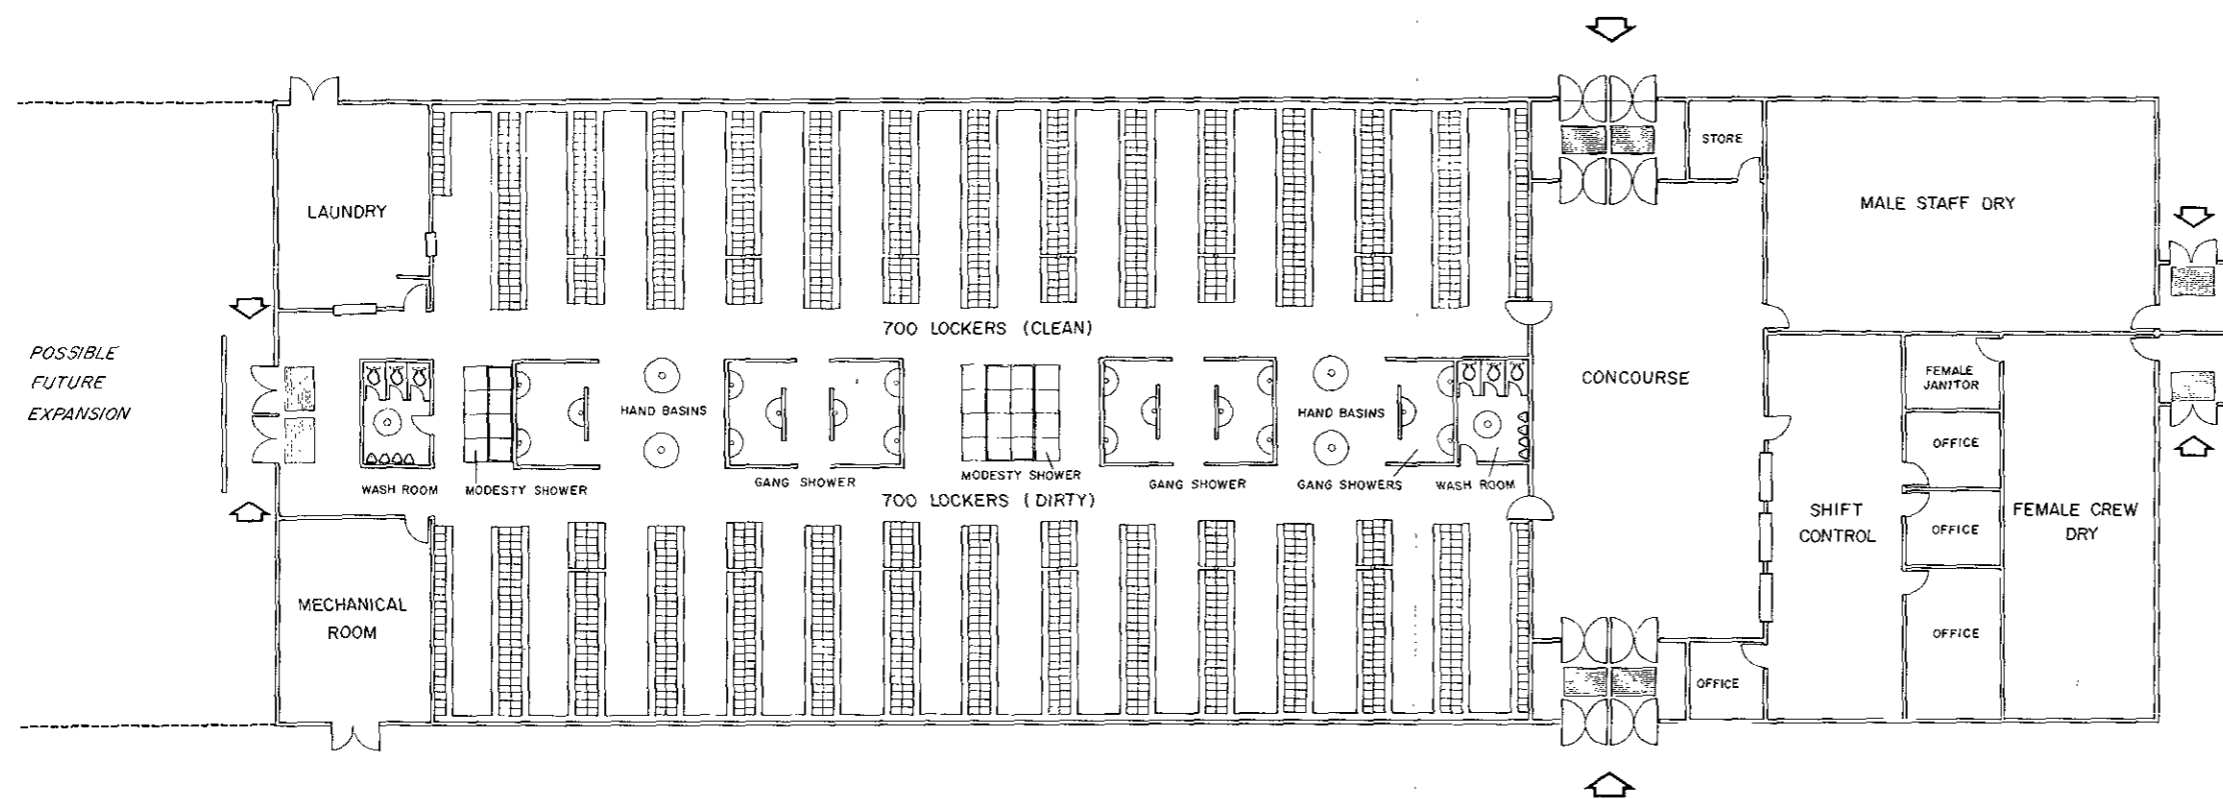 STORE
LAUNDRY
MALE STAFF DRY
700 LOCKERS (CLEAN)
POSSIBLE
FUTURE
EXPANSION
HAND BASINS
HAND BASINS
CONCOURSE
FEMALE
JANITOR
OFFICE
WASH ROOM
MODESTY SHOWER
GANG SHOWER
MODESTY SHOWER
GANG SHOWER
GANG SHOWERS
WASH ROOM
700 LOCKERS (DIRTY)
SHIFT
CONTROL
OFFICE
FEMALE CREW
DRY
MECHANICAL
ROOM
OFFICE
OFFICE